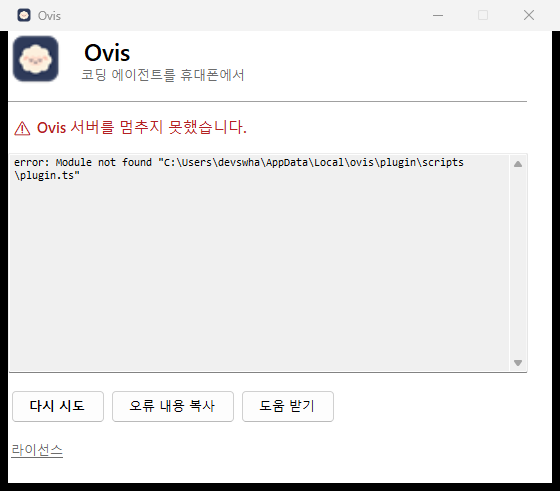 Ovis
Ovis
코딩 에이전트를 휴대폰에서
Ovis 서버를 멈추지 못했습니다.
error: Module not found "C:\Users\devswha\AppData\Local\ovis\plugin\scripts
\plugin.ts"
다시 시도
오류 내용 복사
도움 받기
라이선스